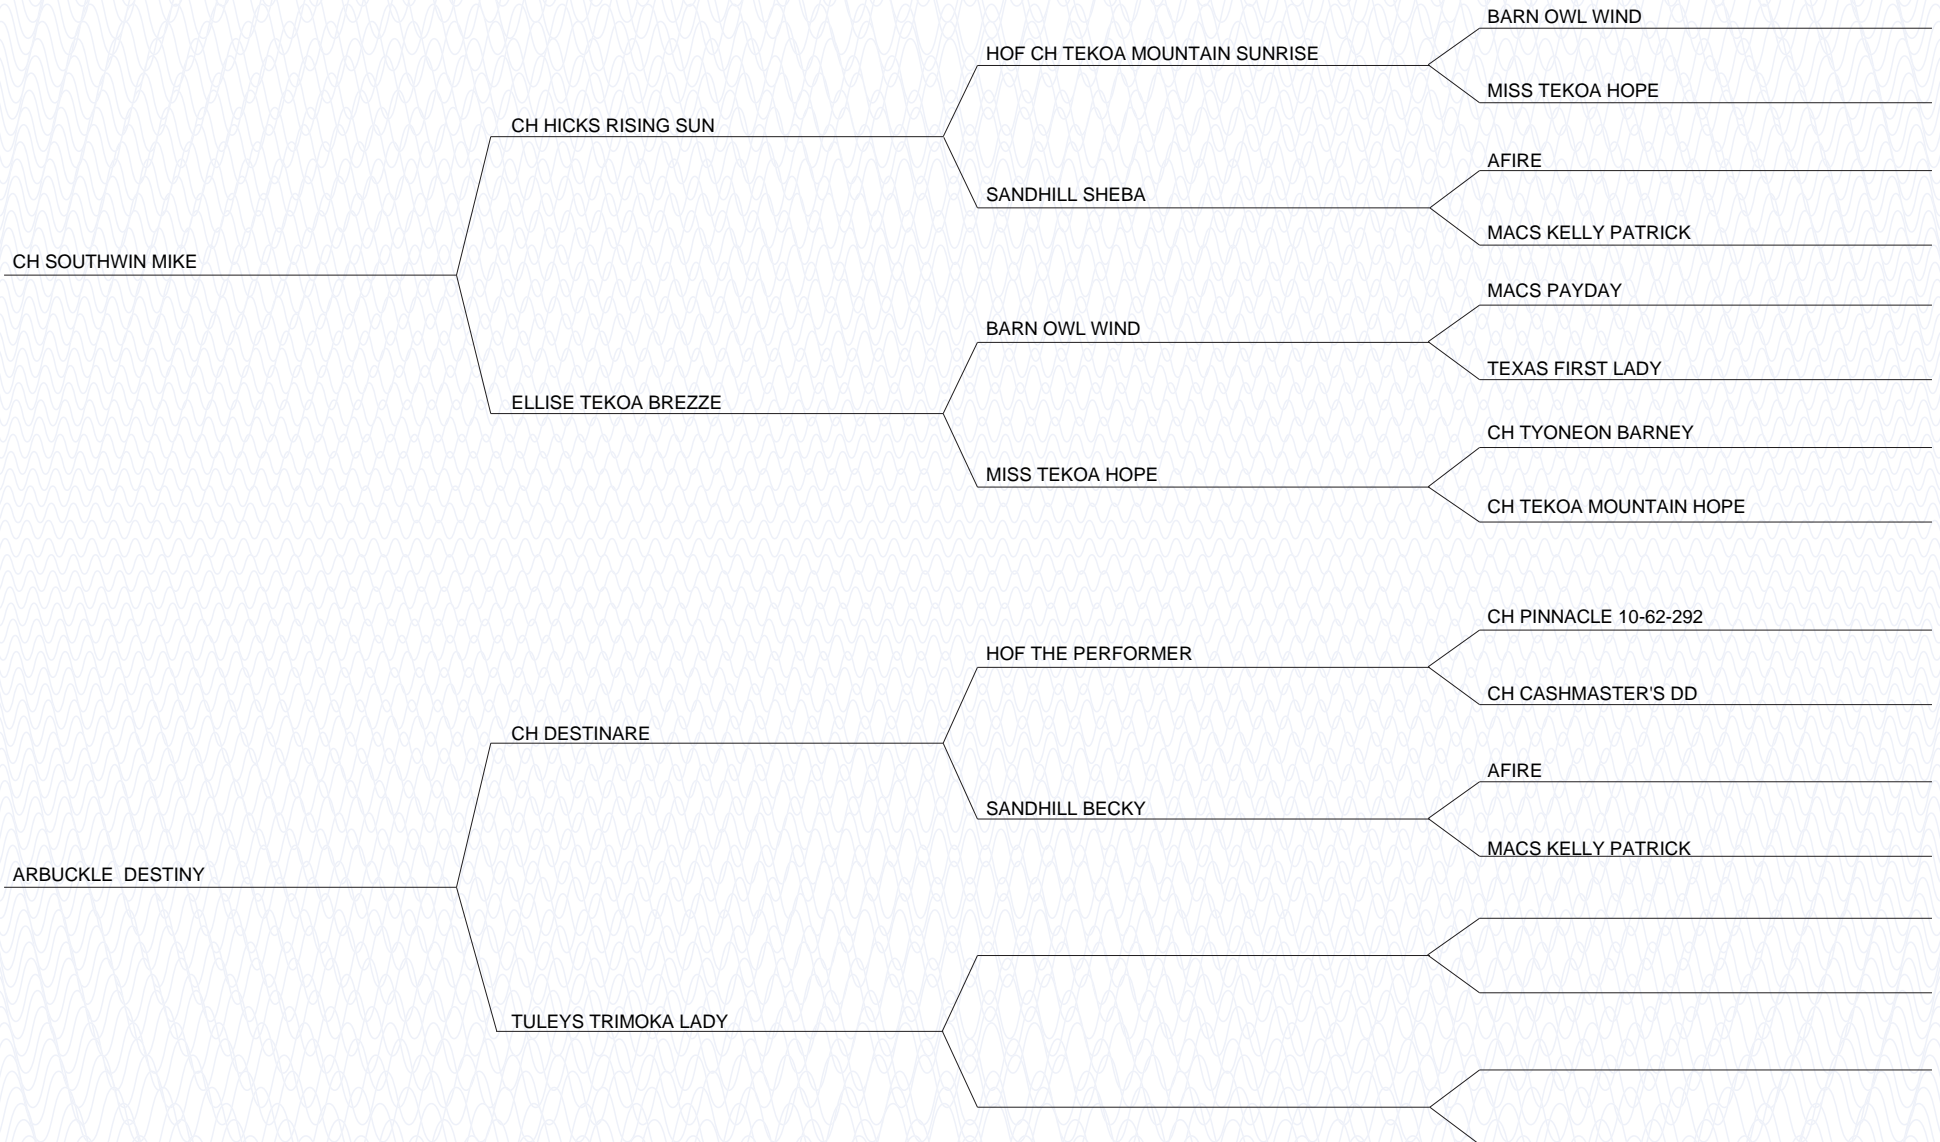 BARN OWL WIND
HOF CH TEKOA MOUNTAIN SUNRISE
MISS TEKOA HOPE
CH HICKS RISING SUN
AFIRE
SANDHILL SHEBA
MACS KELLY PATRICK
CH SOUTHWIN MIKE
MACS PAYDAY
BARN OWL WIND
TEXAS FIRST LADY
ELLISE TEKOA BREZZE
CH TYONEON BARNEY
MISS TEKOA HOPE
CH TEKOA MOUNTAIN HOPE
CH PINNACLE 10-62-292
HOF THE PERFORMER
CH CASHMASTER'S DD
CH DESTINARE
AFIRE
SANDHILL BECKY
MACS KELLY PATRICK
ARBUCKLE  DESTINY
TULEYS TRIMOKA LADY